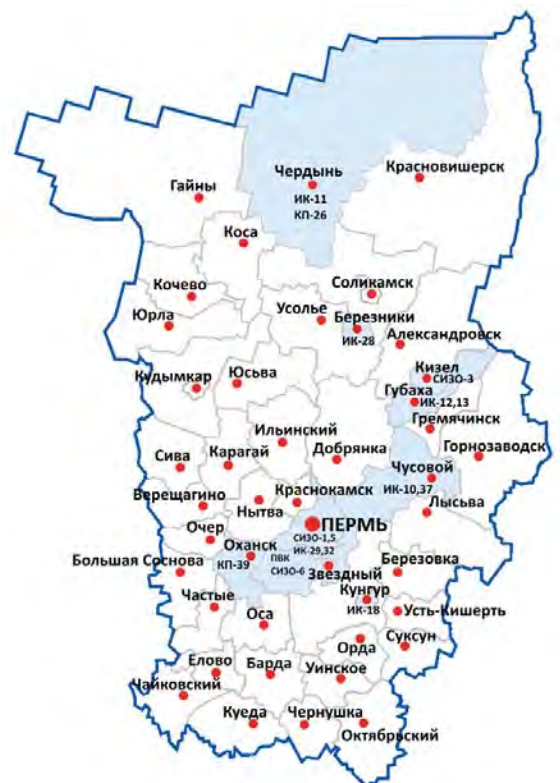 Чердынь
Красновишерск
Гайны
ИК-11
КП-26
Коса
Кочево
Соликамск
Усолье
Березники
Юрла
ИК-28
Александровск
Кизел
СИЗО-3
Кудымкар
Юсьва
Губаха
ИК-12,13
Гремячинск
Ильинский
Добрянка
Горнозаводск
Сива
Карагай
Чусовой
ИК-10,37
Верещагино
Нытва
Краснокамск
Лысьва
ПЕРМЬ
Очер
СИЗО-1,5
Оханск
ПВК
ИК-29,32
Большая Соснова
КП-39
СИЗО-6
Звездный
Березовка
Кунгур
Частые
ИК-18
Усть-Кишерть
Оса
Орда
Суксун
Елово
Барда
Уинское
Чайковский
Куеда
Чернушка
Октябрьский